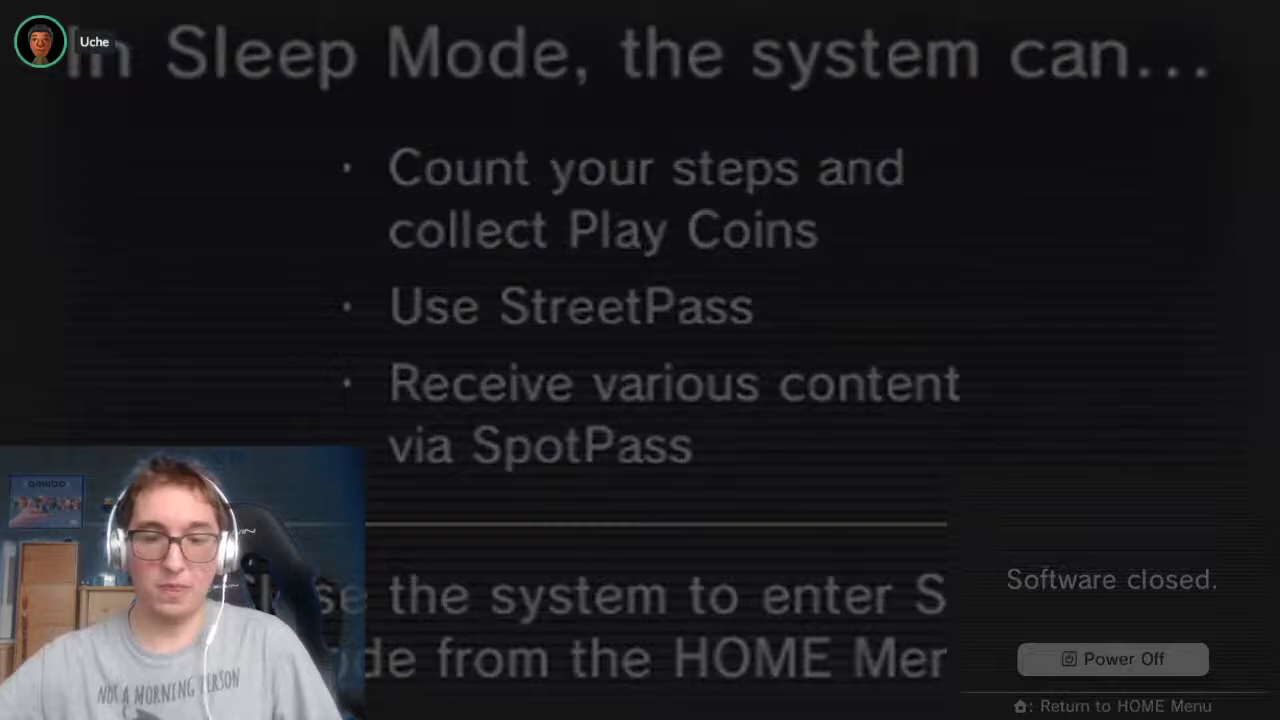 Uche
In Sleep Mode, the system can...
· Count your steps and
collect Play Coins
· Use StreetPass
· Receive various content
via SpotPass
amiibo
se the system to enter S
de from the HOME Mer
Software closed.
Power Off
: Return to HOME Menu
NOT A MORNING PERSON